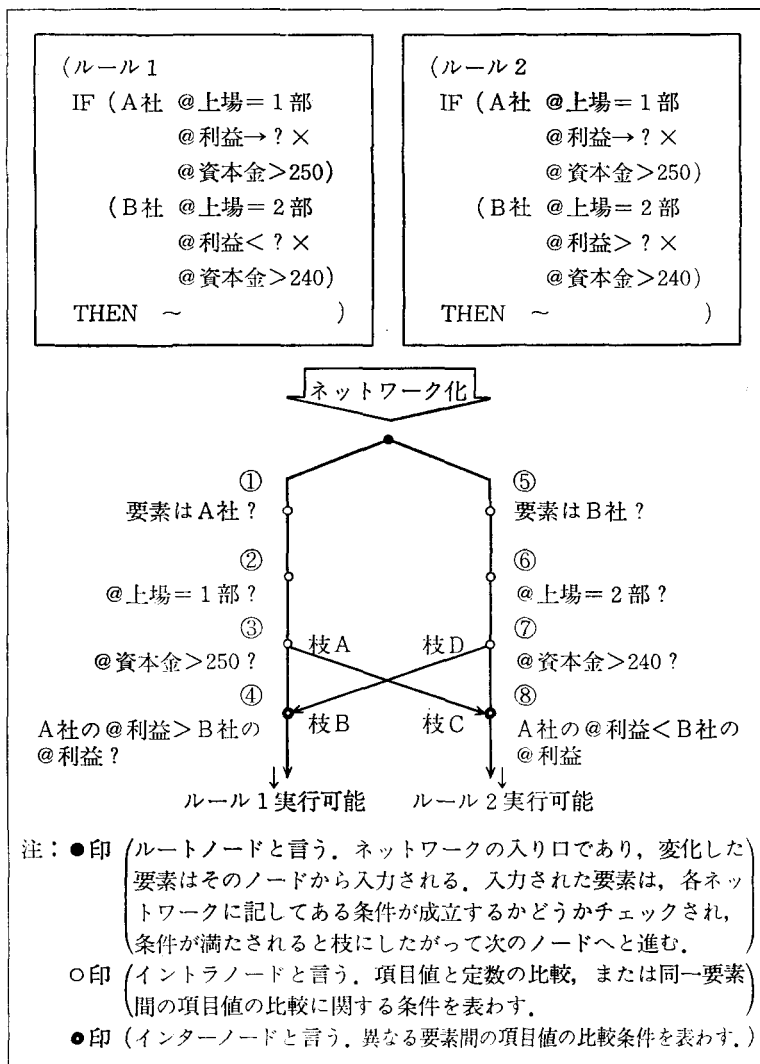 (ルール1
IF (A社 @上場=1部
@利益→?×
@資本金>250)
(B社 @上場=2部
@利益<?×
@資本金>240)
THEN ~ )
(ルール2
IF (A社 @上場=1部
@利益→?×
@資本金>250)
(B社 @上場=2部
@利益>?×
@資本金>240)
THEN ~ )
ネットワーク化
①
要素はA社?
②
@上場=1部?
③
@資本金>250?
④
A社の@利益>B社の
@利益?
枝A
枝B
枝D
枝C
⑤
要素はB社?
⑥
@上場=2部?
⑦
@資本金>240?
⑧
A社の@利益<B社の
@利益
ルール1実行可能
ルール2実行可能
注:●印(ルートノードと言う.ネットワークの入り口であり,変化した
要素はそのノードから入力される.入力された要素は,各ネッ
トワークに記してある条件が成立するかどうかチェックされ,
条件が満たされると枝にしたがって次のノードへと進む.)
○印(イントラノードと言う.項目値と定数の比較,または同一要素
間の項目値の比較に関する条件を表わす.)
◉印(インターノードと言う.異なる要素間の項目値の比較条件を表わす.)